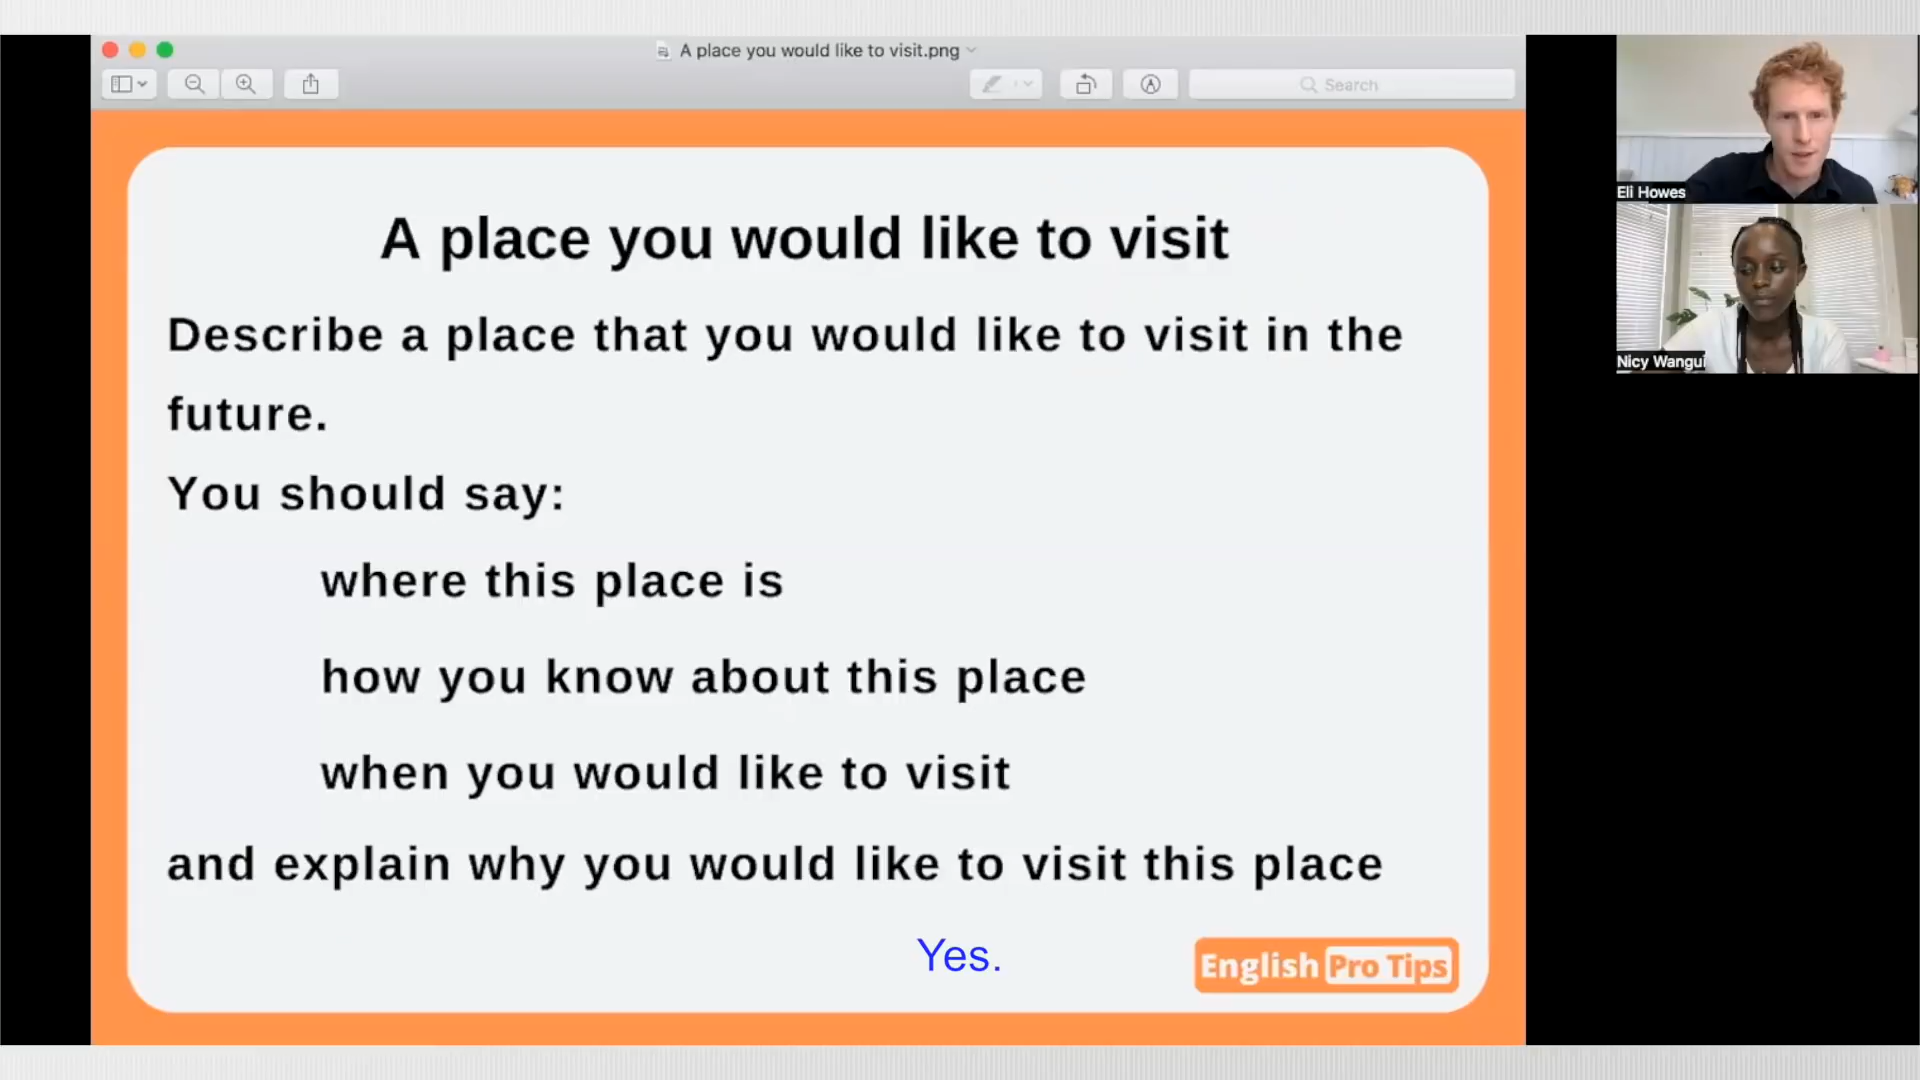 A place you would like to visit.png
Search
A place you would like to visit
Describe a place that you would like to visit in the
future.
You should say:
where this place is
how you know about this place
when you would like to visit
and explain why you would like to visit this place
Yes.
English Pro Tips
Eli Howes
Nicy Wangui